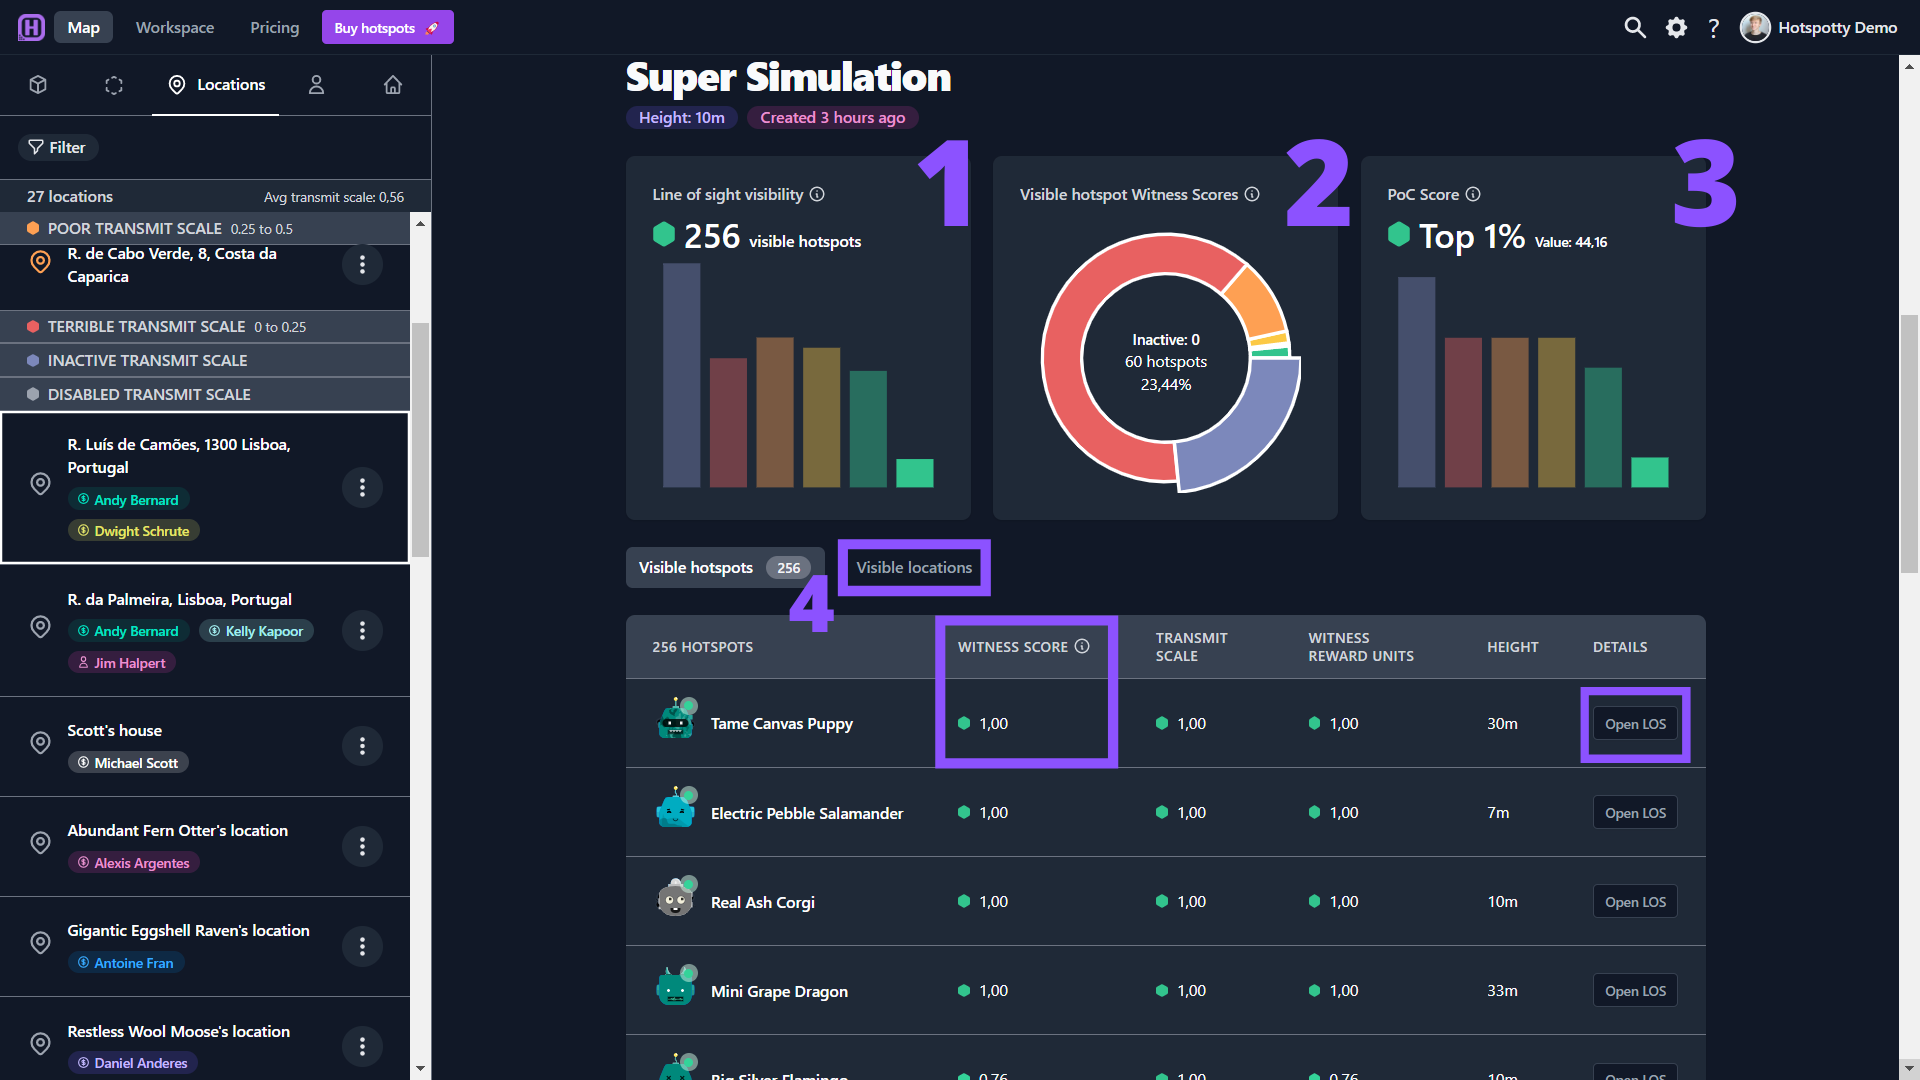 Map
Workspace
Pricing
Buy hotspots
?
Hotspotty Demo
Locations
Filter
27 locations
Avg transmit scale: 0,56
POOR TRANSMIT SCALE 0.25 to 0.5
R. de Cabo Verde, 8, Costa da
Caparica
TERRIBLE TRANSMIT SCALE 0 to 0.25
INACTIVE TRANSMIT SCALE
DISABLED TRANSMIT SCALE
R. Luís de Camões, 1300 Lisboa,
Portugal
Andy Bernard
Dwight Schrute
R. da Palmeira, Lisboa, Portugal
Andy Bernard
Kelly Kapoor
Jim Halpert
Scott's house
Michael Scott
Abundant Fern Otter's location
Alexis Argentes
Gigantic Eggshell Raven's location
Antoine Fran
Restless Wool Moose's location
Daniel Anderes
Super Simulation
Height: 10m
Created 3 hours ago
1
Line of sight visibility
256 visible hotspots
2
Visible hotspot Witness Scores
Inactive: 0
60 hotspots
23,44%
3
PoC Score
Top 1% Value: 44,16
Visible hotspots 256
4
Visible locations
256 HOTSPOTS
WITNESS SCORE
TRANSMIT
SCALE
WITNESS
REWARD UNITS
HEIGHT
DETAILS
Tame Canvas Puppy 1,00 1,00 1,00 30m Open LOS
Electric Pebble Salamander 1,00 1,00 1,00 7m Open LOS
Real Ash Corgi 1,00 1,00 1,00 10m Open LOS
Mini Grape Dragon 1,00 1,00 1,00 33m Open LOS
Big Silver Flamingo 0,76 1,00 0,76 10m Open LOS